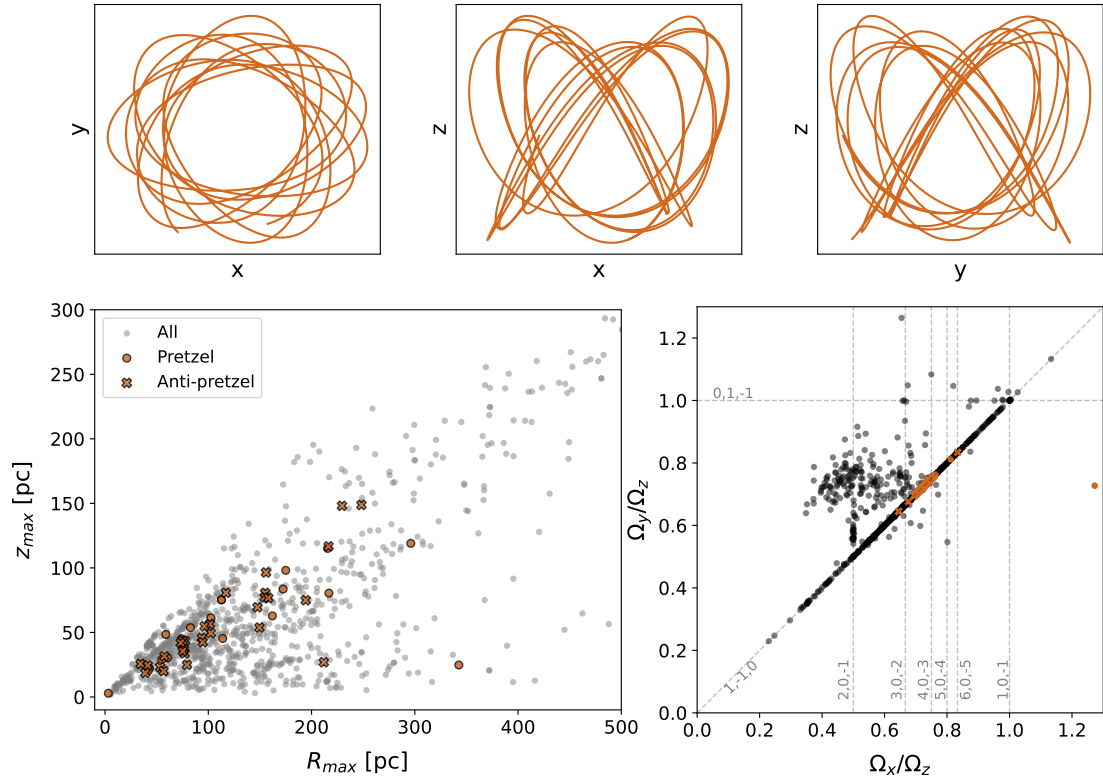 y
x
z
x
z
y
300
250
200
150
100
50
0
z_max [pc]
All
Pretzel
Anti-pretzel
0 100 200 300 400 500
R_max [pc]
1.2
1.0
0.8
0.6
0.4
0.2
0.0
Ω_y/Ω_z
0,1,-1
1,-1,0
2,0,-1
3,0,-2
4,0,-3
5,0,-4
6,0,-5
1,0,-1
0.0 0.2 0.4 0.6 0.8 1.0 1.2
Ω_x/Ω_z